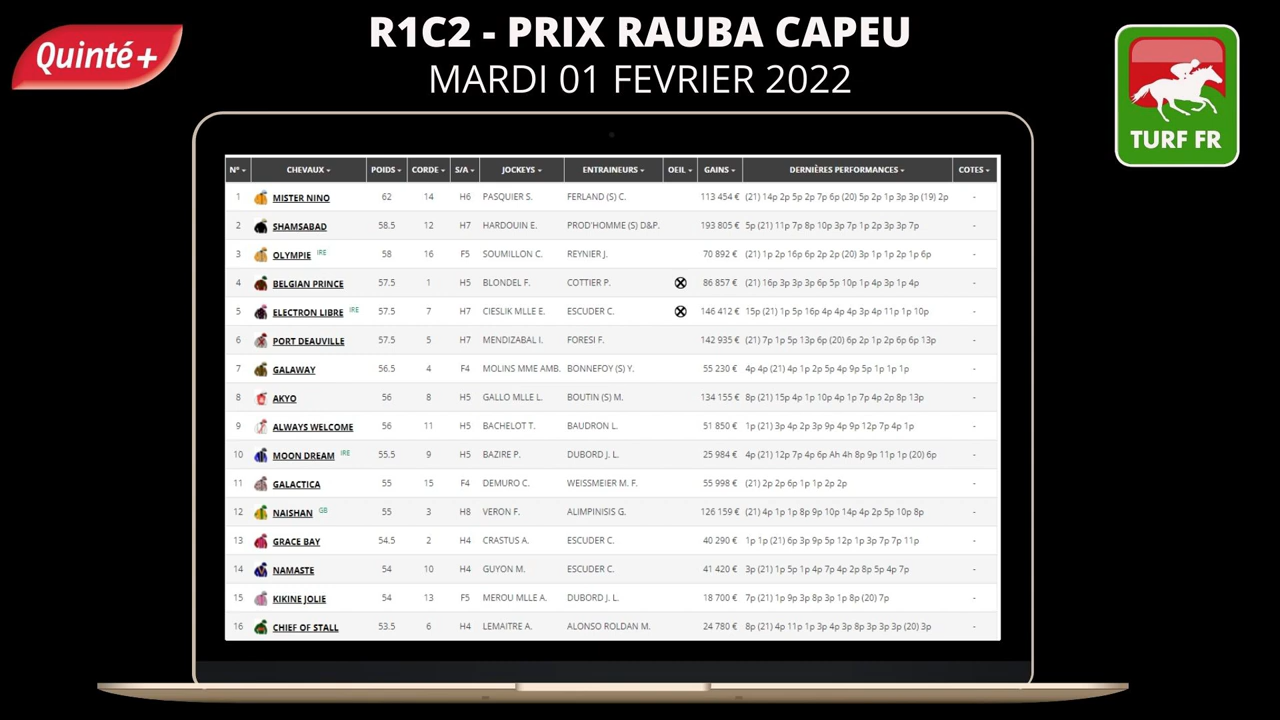 R1C2 - PRIX RAUBA CAPEU
Quinté+
MARDI 01 FEVRIER 2022
TURF FR
N° CHEVAUX POIDS CORDE S/A JOCKEYS ENTRAINEURS OEIL GAINS DERNIÈRES PERFORMANCES COTES
1 MISTER NINO 62 14 H6 PASQUIER S. FERLAND (S) C. 113 454 € (21) 14p 2p 5p 2p 7p 6p (20) 5p 2p 1p 3p 3p (19) 2p -
2 SHAMSABAD 58.5 12 H7 HARDOUIN E. PROD'HOMME (S) D&P. 193 805 € 5p (21) 11p 7p 8p 10p 3p 7p 1p 2p 3p 3p 7p -
3 OLYMPIE IRE 58 16 F5 SOUMILLON C. REYNIER J. 70 892 € (21) 1p 2p 16p 6p 2p 2p (20) 3p 1p 1p 2p 1p 6p -
4 BELGIAN PRINCE 57.5 1 H5 BLONDEL F. COTTIER P. 86 857 € (21) 16p 3p 3p 3p 6p 5p 10p 1p 4p 3p 1p 4p -
5 ELECTRON LIBRE IRE 57.5 7 H7 CIESLIK MLLE E. ESCUDER C. 146 412 € 15p (21) 1p 5p 16p 4p 4p 4p 3p 4p 11p 1p 10p -
6 PORT DEAUVILLE 57.5 5 H7 MENDIZABAL I. FORESI F. 142 935 € (21) 7p 1p 5p 13p 6p (20) 6p 2p 1p 2p 6p 6p 13p -
7 GALAWAY 56.5 4 F4 MOLINS MME AMB. BONNEFOY (S) Y. 55 230 € 4p 4p (21) 4p 1p 2p 5p 4p 9p 5p 1p 1p 1p -
8 AKYO 56 8 H5 GALLO MLLE L. BOUTIN (S) M. 134 155 € 8p (21) 15p 4p 1p 10p 4p 1p 7p 4p 2p 8p 13p -
9 ALWAYS WELCOME 56 11 H5 BACHELOT T. BAUDRON L. 51 850 € 1p (21) 3p 4p 2p 3p 9p 4p 9p 12p 7p 4p 1p -
10 MOON DREAM IRE 55.5 9 H5 BAZIRE P. DUBORD J. L. 25 984 € 4p (21) 12p 7p 4p 6p Ah 4h 8p 9p 11p 1p (20) 6p -
11 GALACTICA 55 15 F4 DEMURO C. WEISSMEIER M. F. 55 998 € (21) 2p 2p 6p 1p 1p 2p 2p -
12 NAISHAN GB 55 3 H8 VERON F. ALIMPINISIS G. 126 159 € (21) 4p 1p 1p 8p 9p 10p 14p 4p 2p 5p 10p 8p -
13 GRACE BAY 54.5 2 H4 CRASTUS A. ESCUDER C. 40 290 € 1p 1p (21) 6p 3p 9p 5p 12p 1p 3p 7p 7p 11p -
14 NAMASTE 54 10 H4 GUYON M. ESCUDER C. 41 420 € 3p (21) 1p 5p 1p 4p 7p 4p 2p 8p 5p 4p 7p -
15 KIKINE JOLIE 54 13 F5 MEROU MLLE A. DUBORD J. L. 18 700 € 7p (21) 1p 9p 3p 8p 3p 1p 8p (20) 7p -
16 CHIEF OF STALL 53.5 6 H4 LEMAITRE A. ALONSO ROLDAN M. 24 780 € 8p (21) 4p 11p 1p 3p 4p 3p 8p 3p 3p 3p (20) 3p -